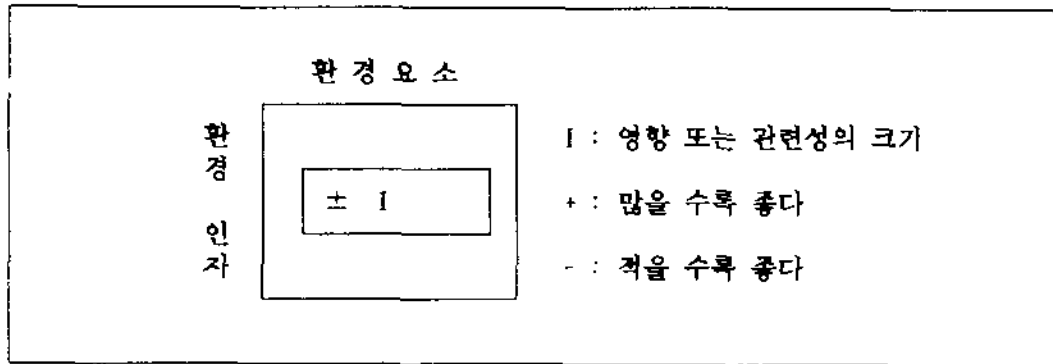 환 경 요 소
환 경 인 자
± I
I : 영향 또는 관련성의 크기
+ : 많을 수록 좋다
- : 적을 수록 좋다